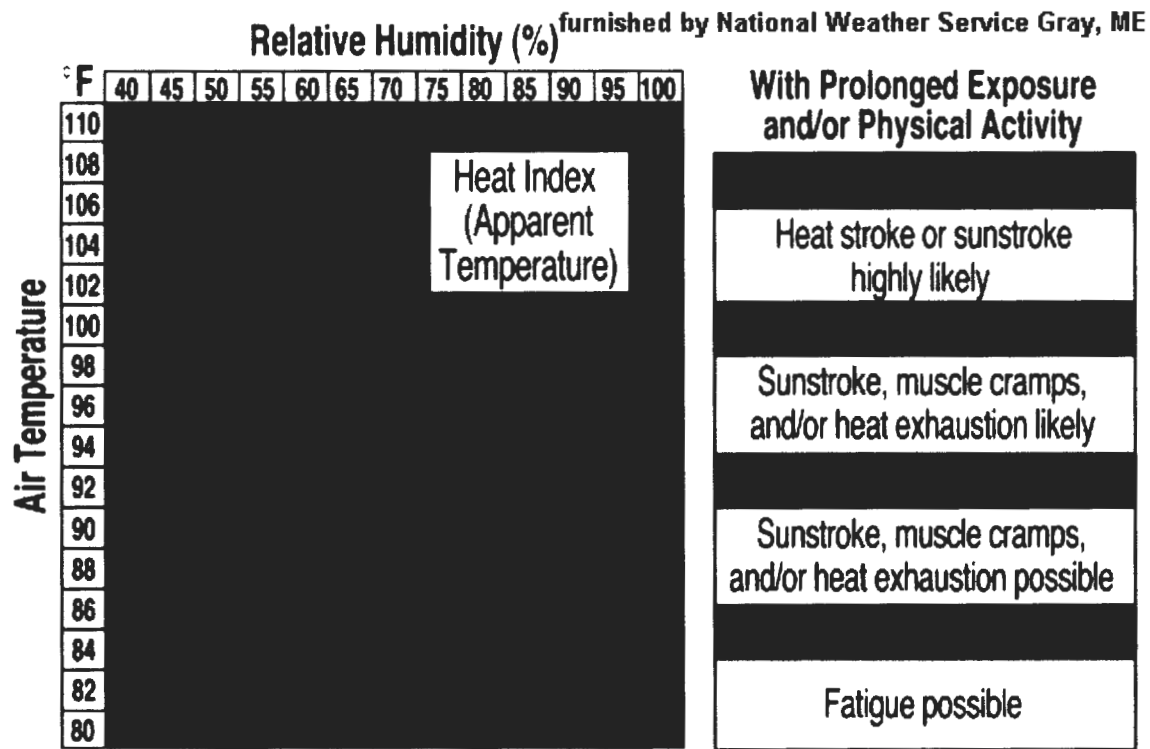 furnished by National Weather Service Gray, ME
Relative Humidity (%)
°F 40 45 50 55 60 65 70 75 80 85 90 95 100
110
108
106
104
102
100
98
96
94
92
90
88
86
84
82
80
Air Temperature
Heat Index
(Apparent
Temperature)
With Prolonged Exposure
and/or Physical Activity
Heat stroke or sunstroke
highly likely
Sunstroke, muscle cramps,
and/or heat exhaustion likely
Sunstroke, muscle cramps,
and/or heat exhaustion possible
Fatigue possible